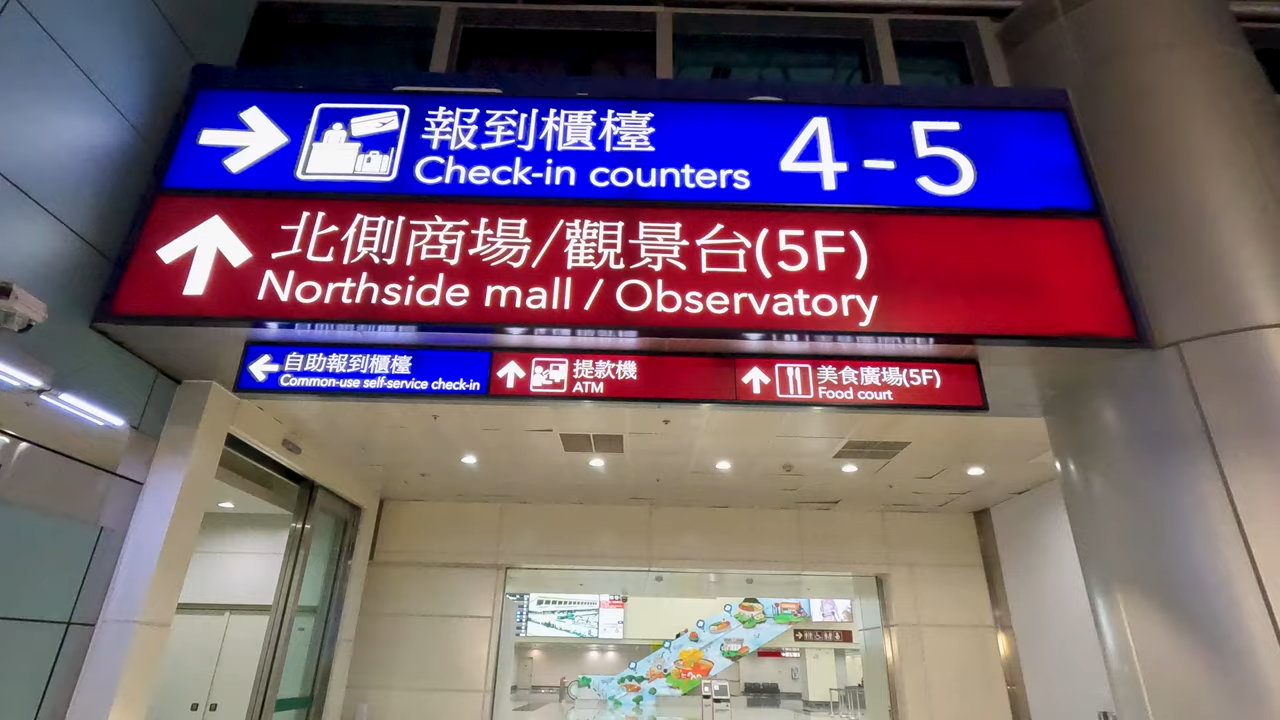 報到櫃檯 4-5
Check-in counters
北側商場/觀景台(5F)
Northside mall / Observatory
自助報到櫃檯
Common-use self-service check-in
提款機
ATM
美食廣場(5F)
Food court